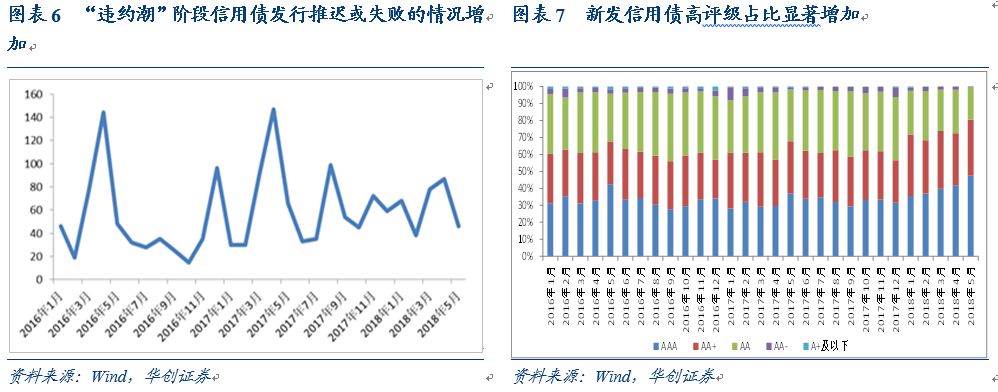 图表 6 “违约潮”阶段信用债发行推迟或失败的情况增
加
160
140
120
100
80
60
40
20
0
2016年1月
2016年3月
2016年5月
2016年7月
2016年9月
2016年11月
2017年1月
2017年3月
2017年5月
2017年7月
2017年9月
2017年11月
2018年1月
2018年3月
2018年5月
资料来源：Wind，华创证券
图表 7 新发信用债高评级占比显著增加
100%
90%
80%
70%
60%
50%
40%
30%
20%
10%
0%
2016年1月
2016年2月
2016年3月
2016年4月
2016年5月
2016年6月
2016年7月
2016年8月
2016年9月
2016年10月
2016年11月
2016年12月
2017年1月
2017年2月
2017年3月
2017年4月
2017年5月
2017年6月
2017年7月
2017年8月
2017年9月
2017年10月
2017年11月
2017年12月
2018年1月
2018年2月
2018年3月
2018年4月
2018年5月
AAA AA+ AA AA- A+及以下
资料来源：Wind，华创证券